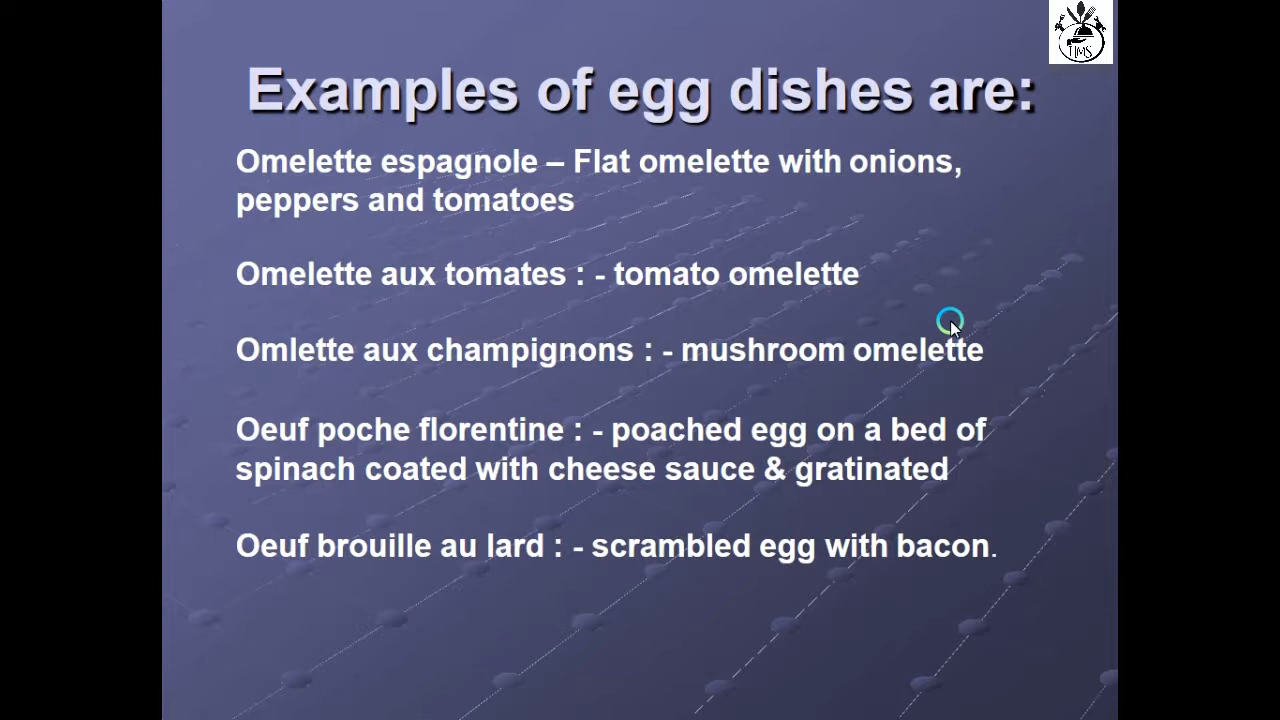 HMS
Examples of egg dishes are:
Omelette espagnole – Flat omelette with onions,
peppers and tomatoes
Omelette aux tomates : - tomato omelette
Omlette aux champignons : - mushroom omelette
Oeuf poche florentine : - poached egg on a bed of
spinach coated with cheese sauce & gratinated
Oeuf brouille au lard : - scrambled egg with bacon.